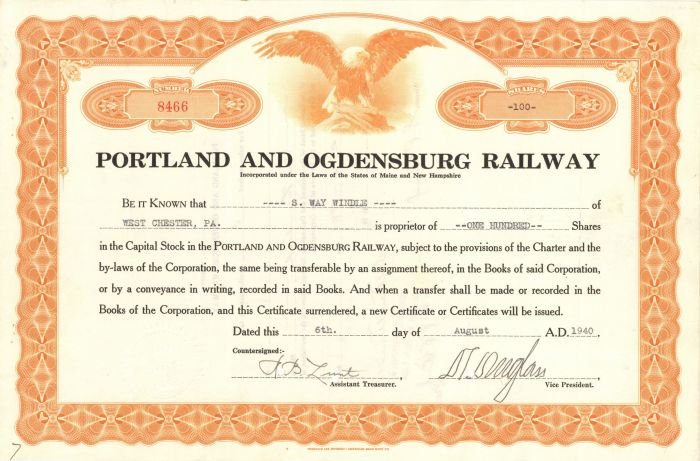 NUMBER
8466
SHARES
-100-
PORTLAND AND OGDENSBURG RAILWAY
Incorporated under the Laws of the States of Maine and New Hampshire
BE IT KNOWN that ---- S. WAY WINDLE ---- of
WEST CHESTER, PA. is proprietor of --ONE HUNDRED-- Shares
in the Capital Stock in the PORTLAND AND OGDENSBURG RAILWAY, subject to the provisions of the Charter and the
by-laws of the Corporation, the same being transferable by an assignment thereof, in the Books of said Corporation,
or by a conveyance in writing, recorded in said Books. And when a transfer shall be made or recorded in the
Books of the Corporation, and this Certificate surrendered, a new Certificate or Certificates will be issued.
Dated this 6th. day of August A.D. 1940.
Countersigned:-
Assistant Treasurer.
Vice President.